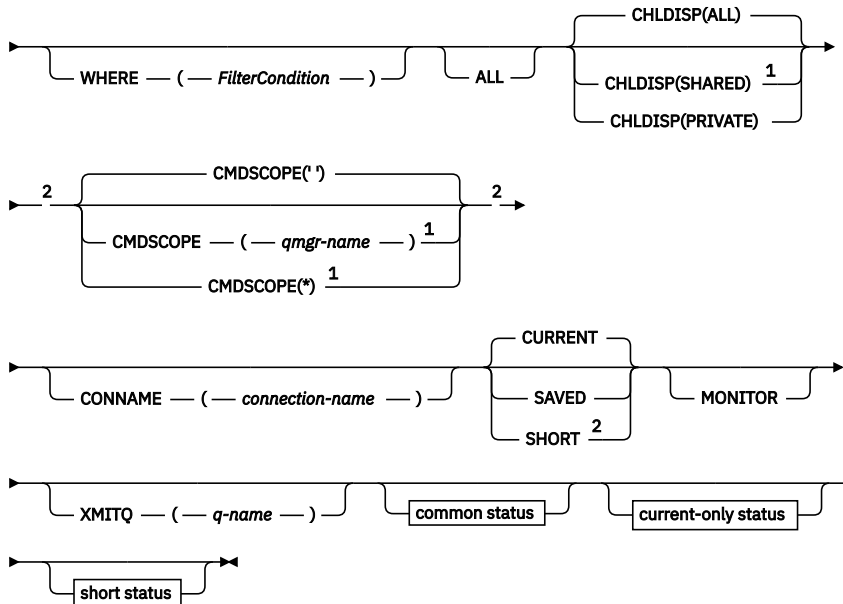 CHLDISP(ALL)
WHERE ( FilterCondition ) ALL CHLDISP(SHARED) 1
CHLDISP(PRIVATE)
CMDSCOPE(' ')
2 2
CMDSCOPE ( qmgr-name ) 1
CMDSCOPE(*) 1
CURRENT
CONNAME ( connection-name ) SAVED MONITOR
SHORT 2
XMITQ ( q-name ) common status current-only status
short status